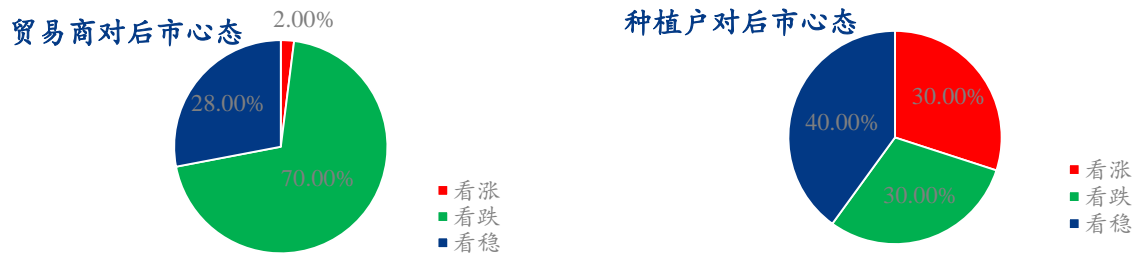 贸易商对后市心态
2.00%
28.00%
70.00%
看涨
看跌
看稳
种植户对后市心态
30.00%
40.00%
30.00%
看涨
看跌
看稳